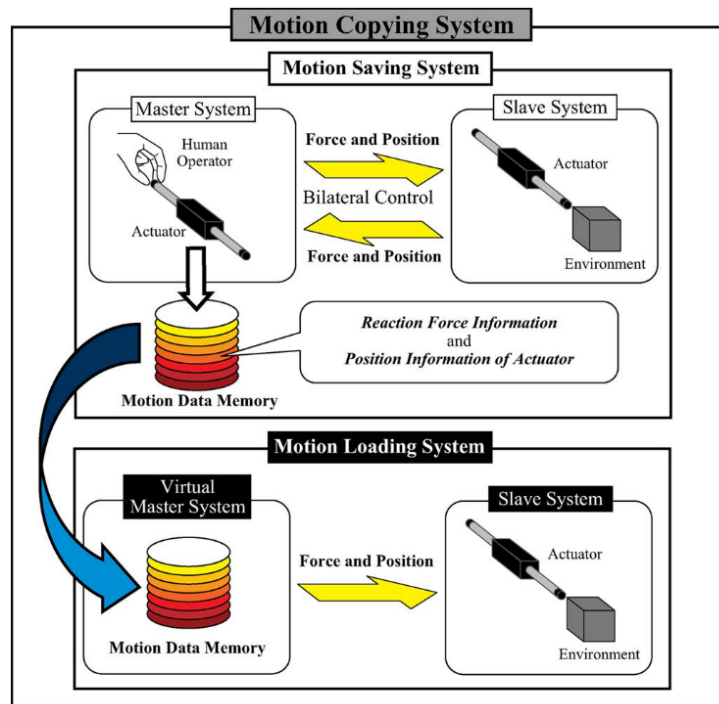 Motion Copying System
Motion Saving System
Master System
Human
Operator
Actuator
Force and Position
Bilateral Control
Force and Position
Slave System
Actuator
Environment
Reaction Force Information
and
Position Information of Actuator
Motion Data Memory
Motion Loading System
Virtual
Master System
Motion Data Memory
Force and Position
Slave System
Actuator
Environment